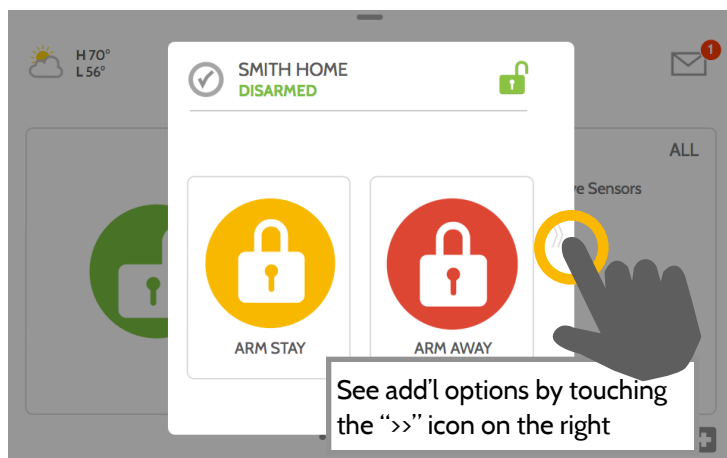 H 70°
L 56°
SMITH HOME
DISARMED
1
ALL
e Sensors
ARM STAY
ARM AWAY
See add’l options by touching
the “>>” icon on the right